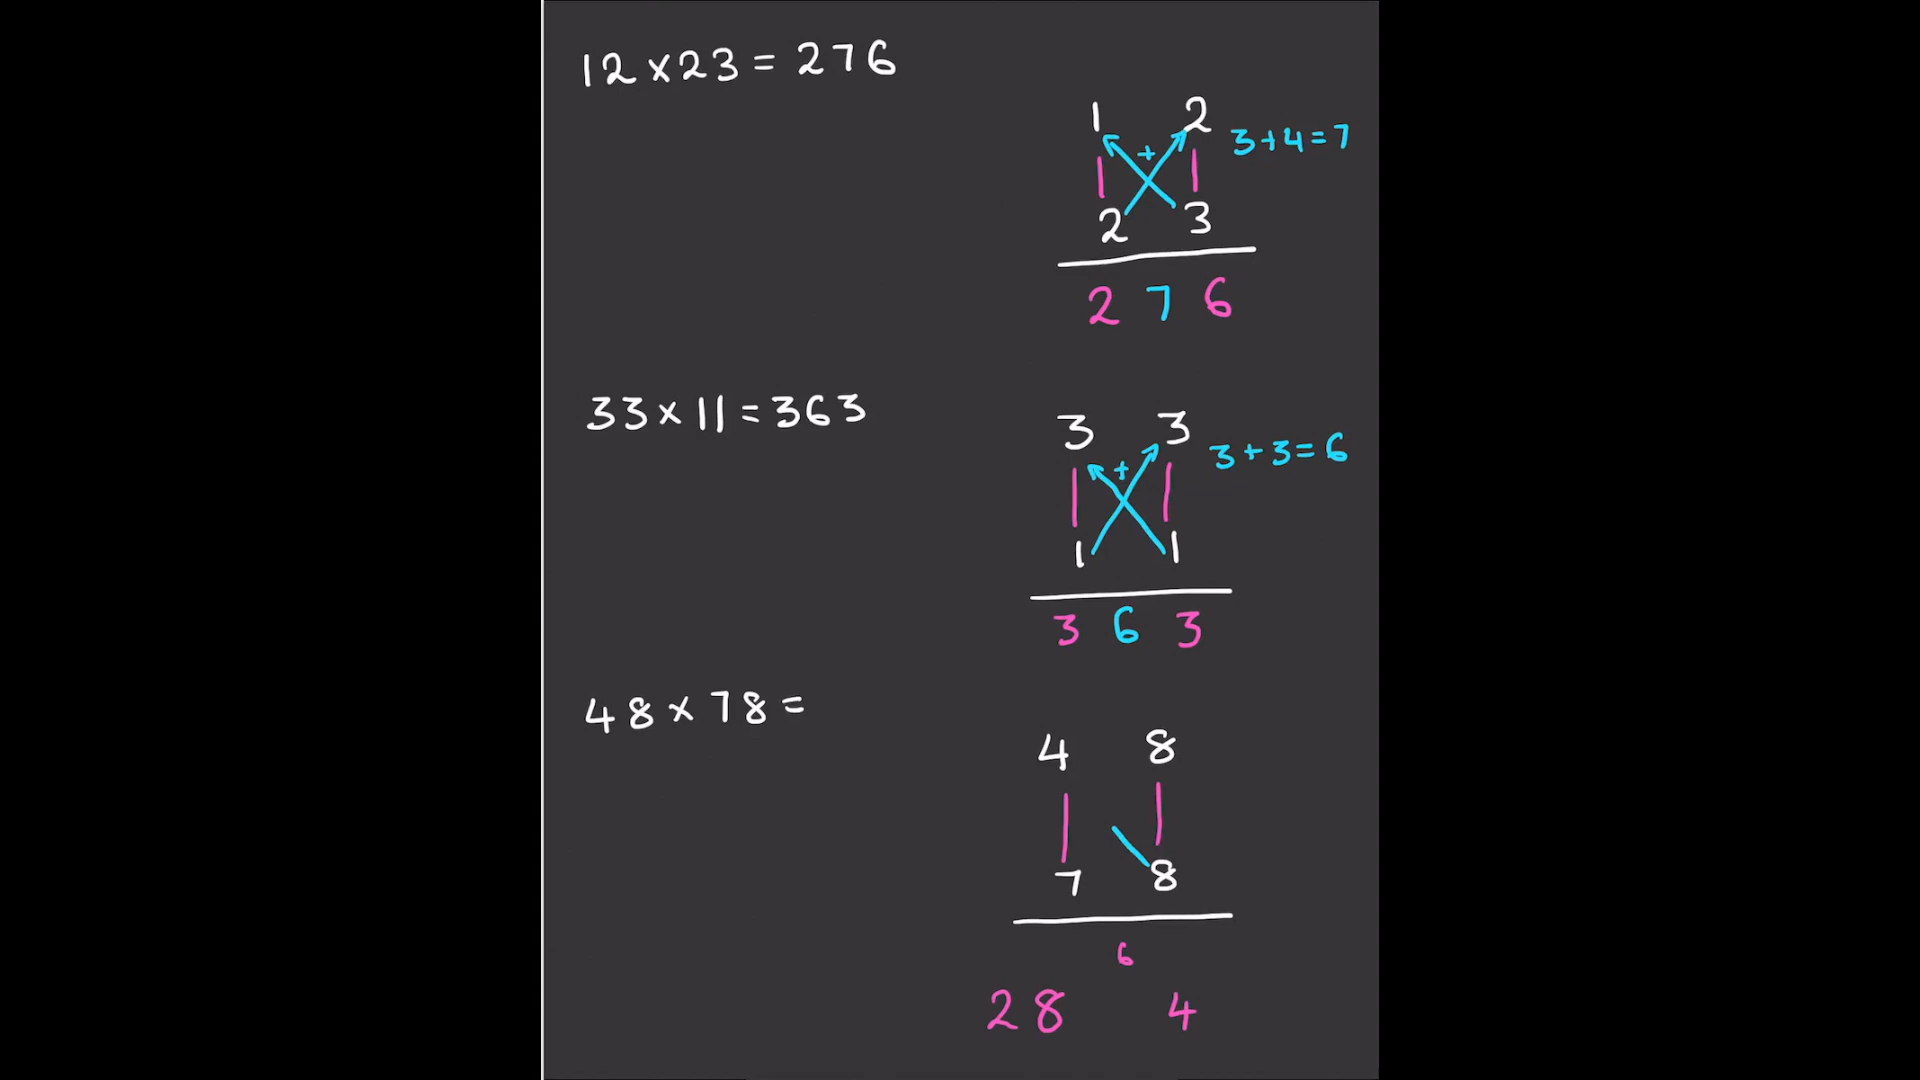 12 × 23 = 276
1 2
+
3 + 4 = 7
2 3
2 7 6
33 × 11 = 363
3 3
+
3 + 3 = 6
1 1
3 6 3
48 × 78 =
4 8
7 8
6
28 4